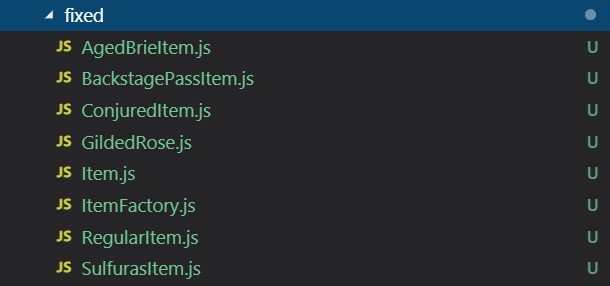 fixed
JS AgedBrieItem.js U
JS BackstagePassItem.js U
JS ConjuredItem.js U
JS GildedRose.js U
JS Item.js U
JS ItemFactory.js U
JS RegularItem.js U
JS SulfurasItem.js U